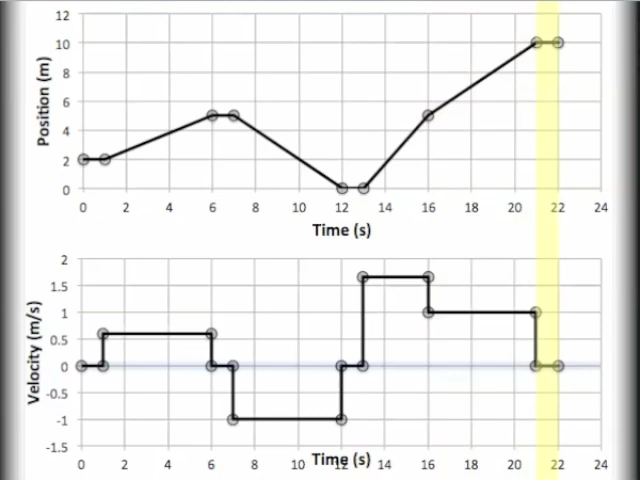 12
10
8
6
4
2
0
Position (m)
0 2 4 6 8 10 12 14 16 18 20 22 24
Time (s)
2
1.5
1
0.5
0
-0.5
-1
-1.5
Velocity (m/s)
0 2 4 6 8 10 12 14 16 18 20 22 24
Time (s)